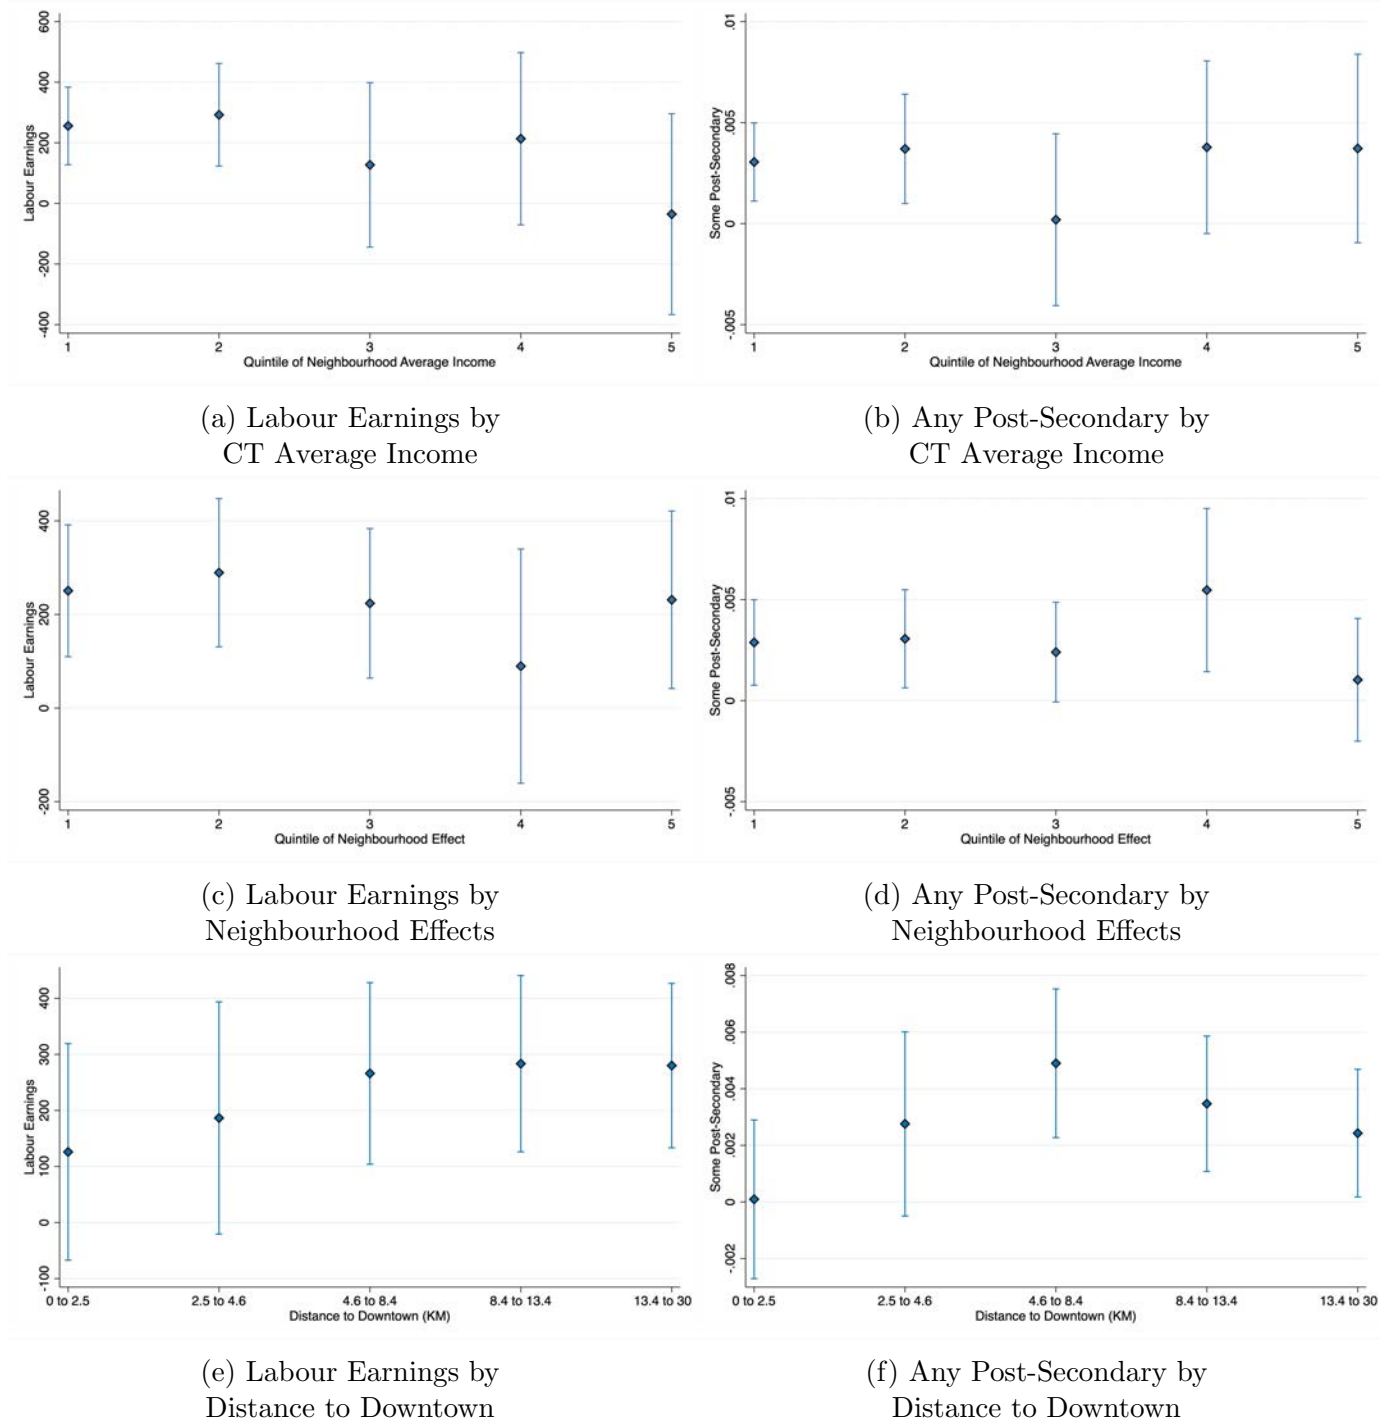 600
400
200
0
-200
-400
Labour Earnings
1 2 3 4 5
Quintile of Neighbourhood Average Income
(a) Labour Earnings by
CT Average Income
.01
.005
0
-.005
Some Post-Secondary
1 2 3 4 5
Quintile of Neighbourhood Average Income
(b) Any Post-Secondary by
CT Average Income
400
200
0
-200
Labour Earnings
1 2 3 4 5
Quintile of Neighbourhood Effect
(c) Labour Earnings by
Neighbourhood Effects
.01
.005
0
-.005
Some Post-Secondary
1 2 3 4 5
Quintile of Neighbourhood Effect
(d) Any Post-Secondary by
Neighbourhood Effects
400
300
200
100
0
-100
Labour Earnings
0 to 2.5 2.5 to 4.6 4.6 to 8.4 8.4 to 13.4 13.4 to 30
Distance to Downtown (KM)
(e) Labour Earnings by
Distance to Downtown
.008
.006
.004
.002
0
-.002
Some Post-Secondary
0 to 2.5 2.5 to 4.6 4.6 to 8.4 8.4 to 13.4 13.4 to 30
Distance to Downtown (KM)
(f) Any Post-Secondary by
Distance to Downtown